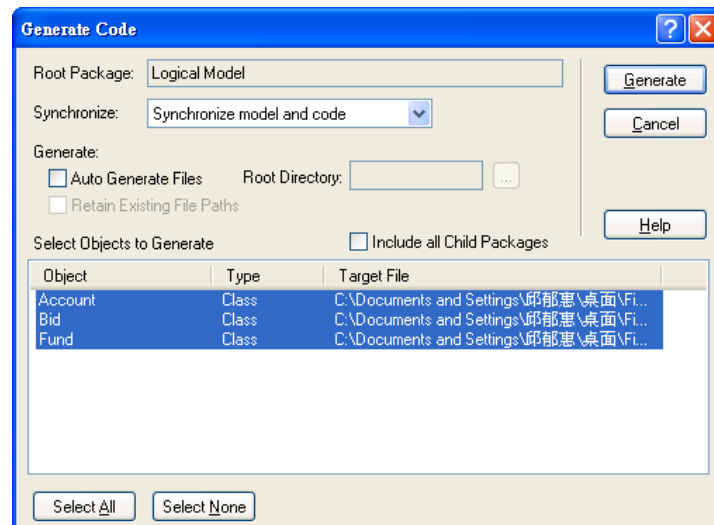 Generate Code
Root Package: Logical Model
Generate
Synchronize: Synchronize model and code
Cancel
Generate:
Auto Generate Files Root Directory: ...
Retain Existing File Paths
Help
Select Objects to Generate Include all Child Packages
Object Type Target File
Account Class C:\Documents and Settings\邱郁惠\桌面\Fi...
Bid Class C:\Documents and Settings\邱郁惠\桌面\Fi...
Fund Class C:\Documents and Settings\邱郁惠\桌面\Fi...
Select All Select None